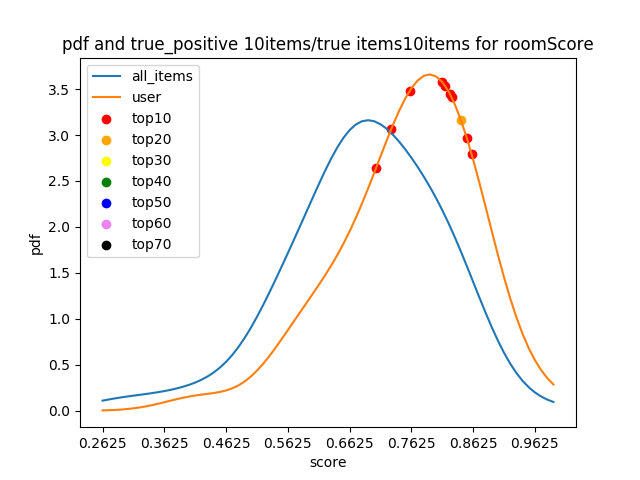 pdf and true_positive 10items/true items10items for roomScore
all_items
user
top10
top20
top30
top40
top50
top60
top70
pdf
3.5
3.0
2.5
2.0
1.5
1.0
0.5
0.0
0.2625 0.3625 0.4625 0.5625 0.6625 0.7625 0.8625 0.9625
score